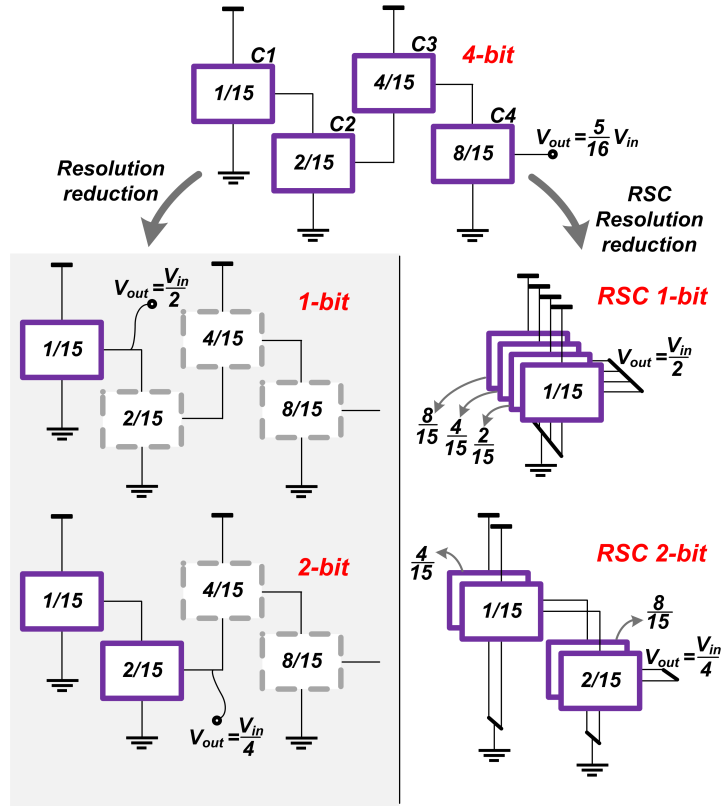 C1
C3
4-bit
1/15
4/15
C2
C4
2/15
8/15
Vout = 5/16 Vin
Resolution
reduction
RSC
Resolution
reduction
Vout = Vin/2
1-bit
1/15
4/15
2/15
8/15
RSC 1-bit
Vout = Vin/2
1/15
8/15
4/15
2/15
2-bit
1/15
4/15
2/15
8/15
Vout = Vin/4
RSC 2-bit
4/15
1/15
8/15
2/15
Vout = Vin/4